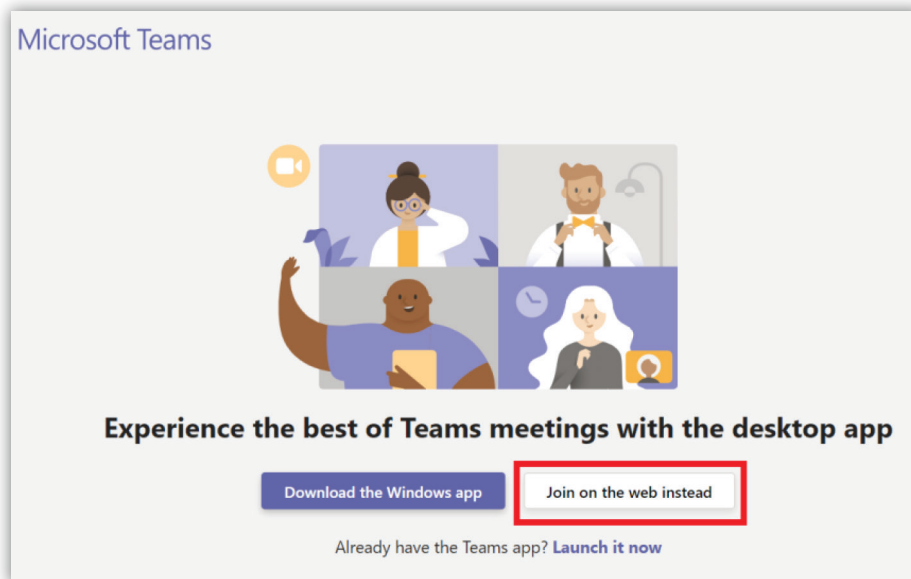 Microsoft Teams
Experience the best of Teams meetings with the desktop app
Download the Windows app
Join on the web instead
Already have the Teams app? Launch it now